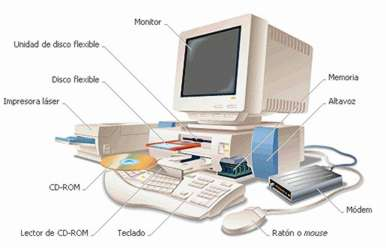 Monitor
Unidad de disco flexible
Disco flexible
Impresora láser
Memoria
Altavoz
CD-ROM
Módem
Lector de CD-ROM
Teclado
Ratón o mouse